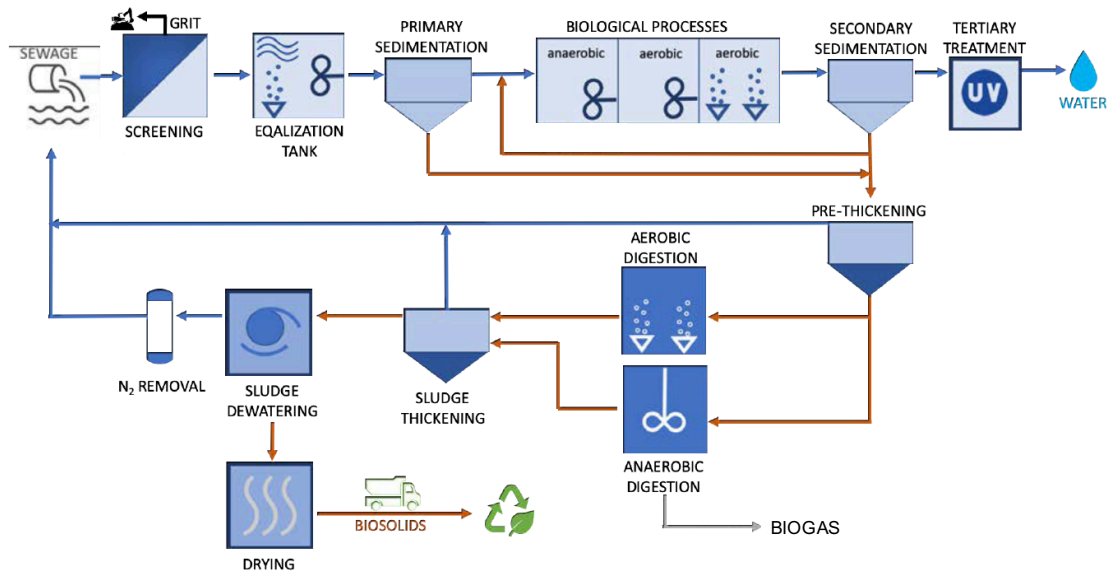 GRIT
SEWAGE
SCREENING
EQALIZATION
TANK
PRIMARY
SEDIMENTATION
BIOLOGICAL PROCESSES
anaerobic
aerobic
aerobic
SECONDARY
SEDIMENTATION
TERTIARY
TREATMENT
UV
WATER
PRE-THICKENING
AEROBIC
DIGESTION
N₂ REMOVAL
SLUDGE
DEWATERING
SLUDGE
THICKENING
ANAEROBIC
DIGESTION
BIOSOLIDS
BIOGAS
DRYING